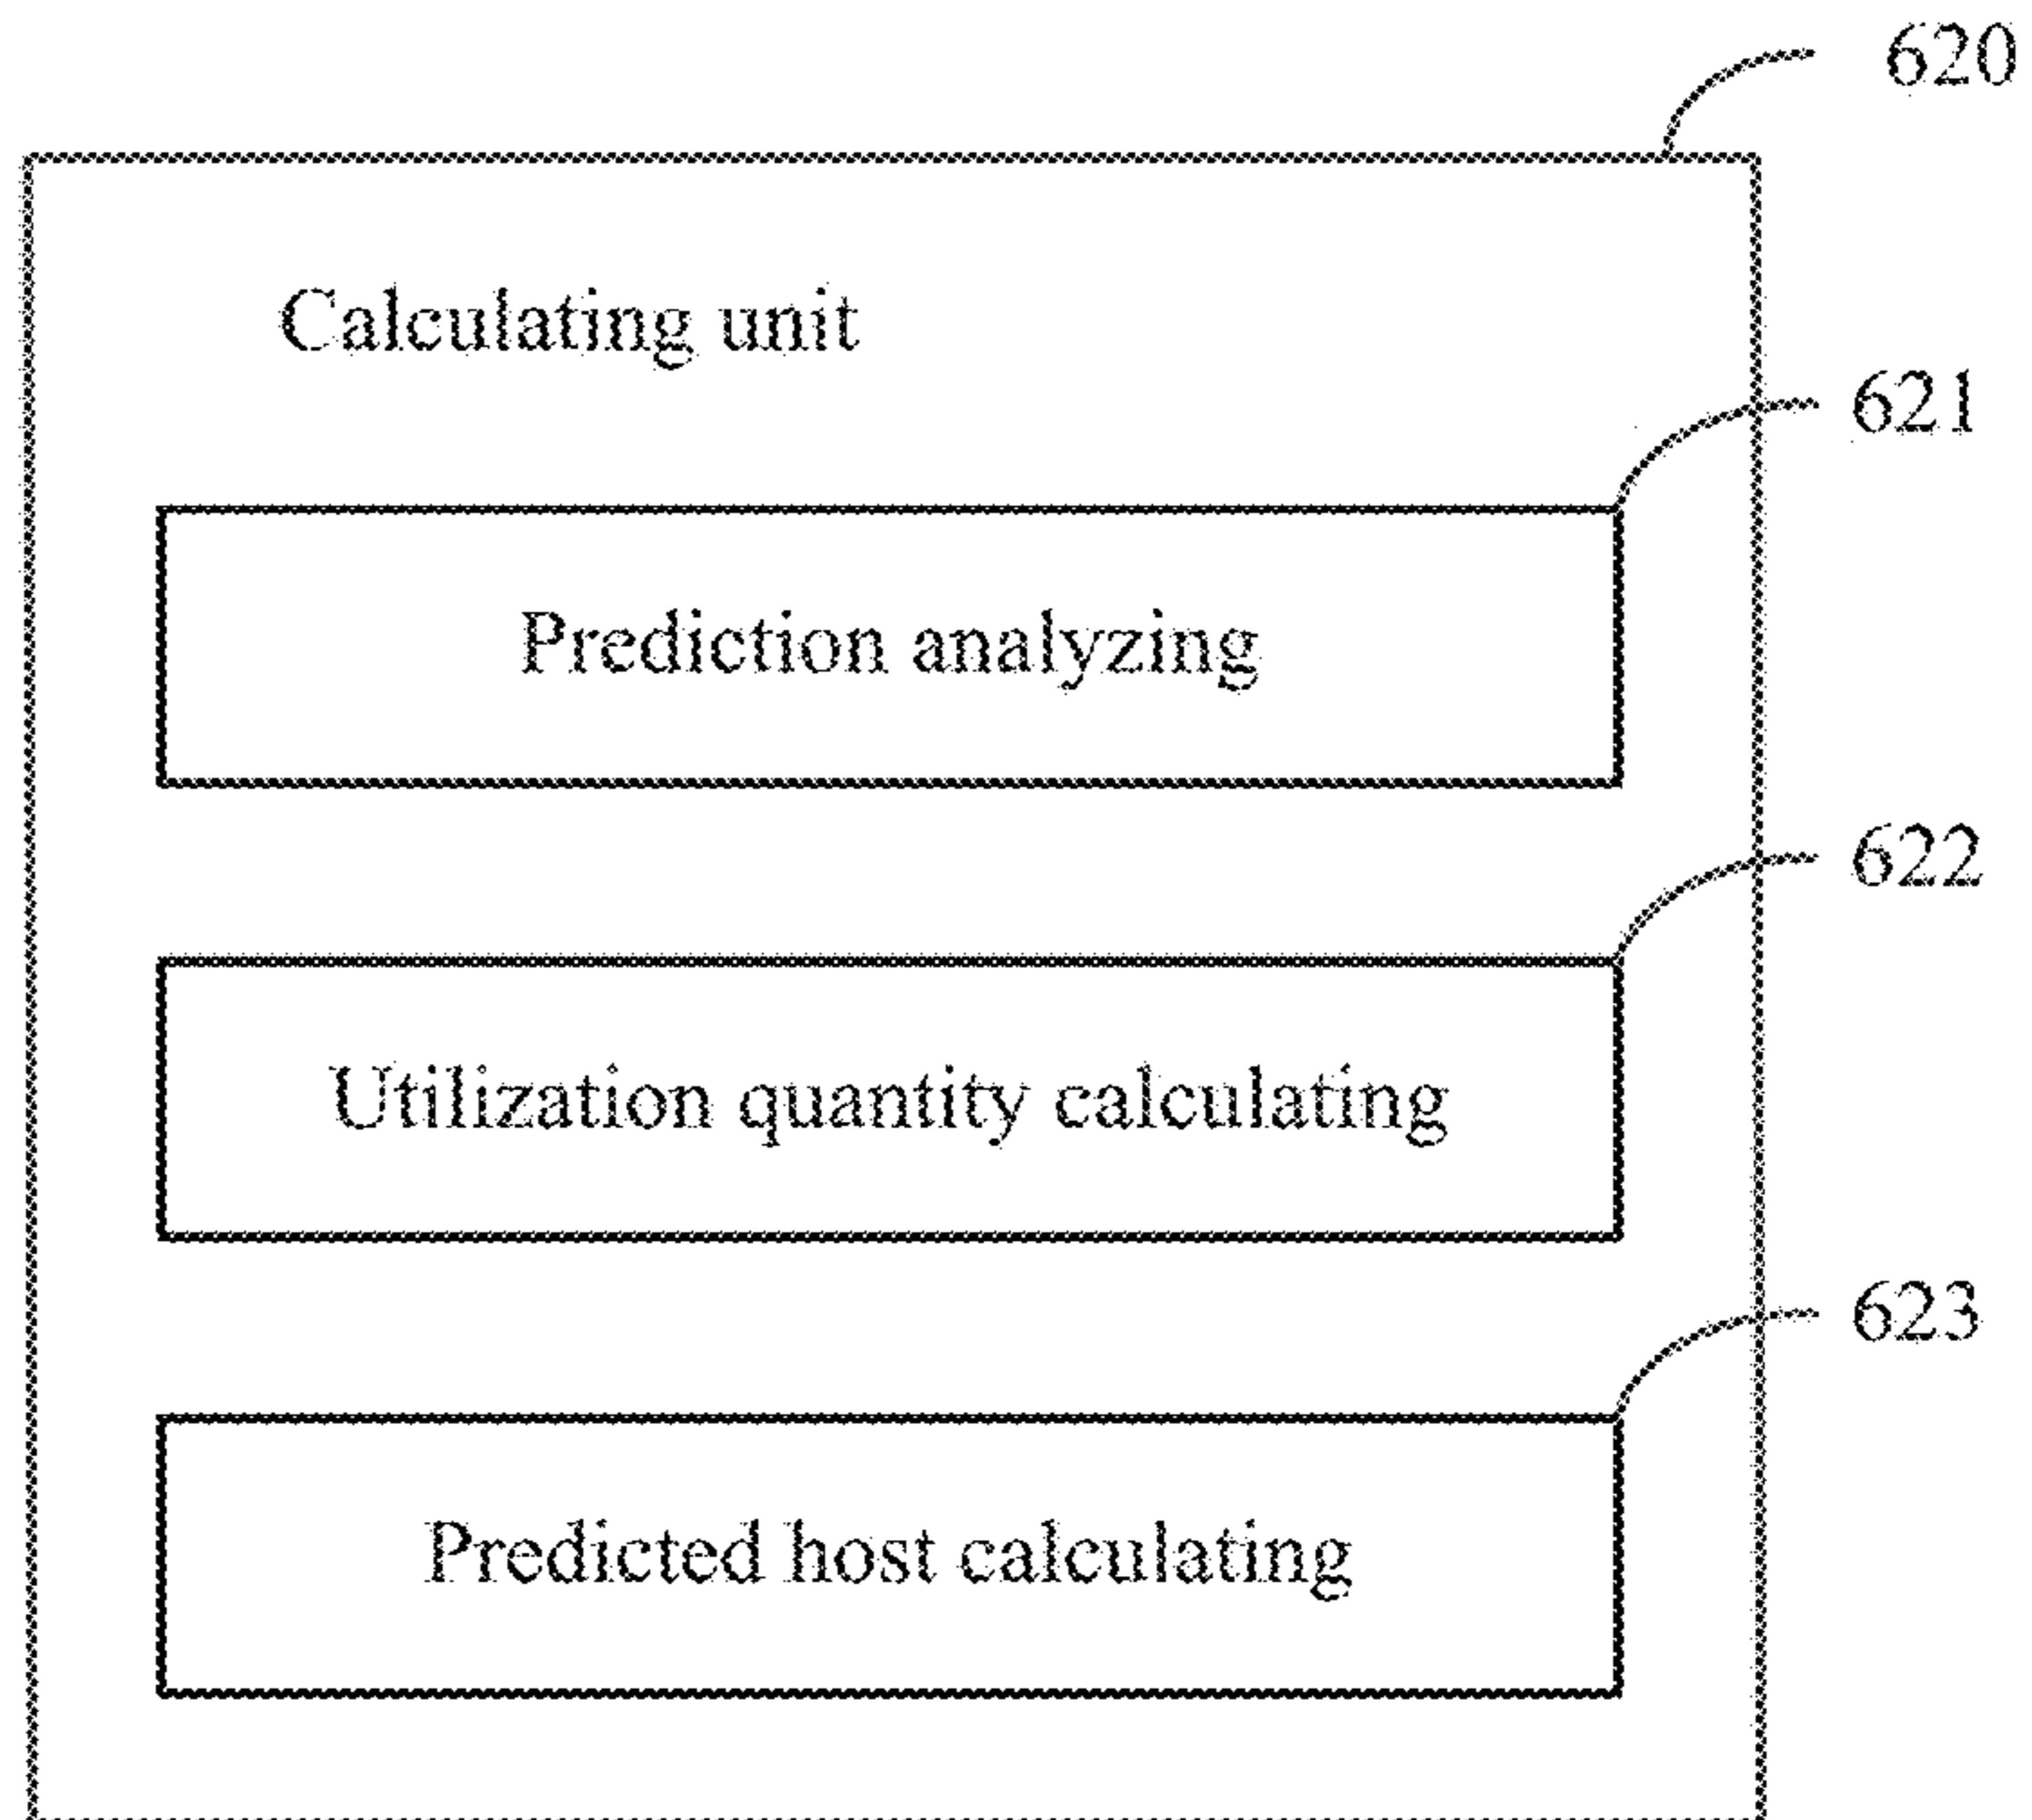 620
Calculating unit
621
Prediction analyzing
622
Utilization quantity calculating
623
Predicted host calculating